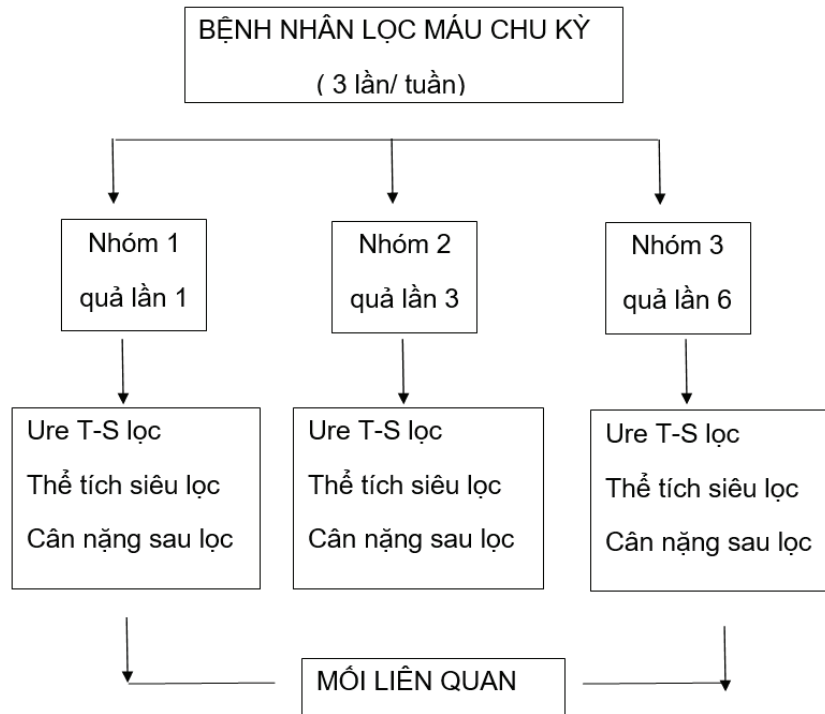 BỆNH NHÂN LỌC MÁU CHU KỲ
( 3 lần/ tuần)
Nhóm 1
quả lần 1
Nhóm 2
quả lần 3
Nhóm 3
quả lần 6
Ure T-S lọc
Thể tích siêu lọc
Cân nặng sau lọc
Ure T-S lọc
Thể tích siêu lọc
Cân nặng sau lọc
Ure T-S lọc
Thể tích siêu lọc
Cân nặng sau lọc
MỐI LIÊN QUAN